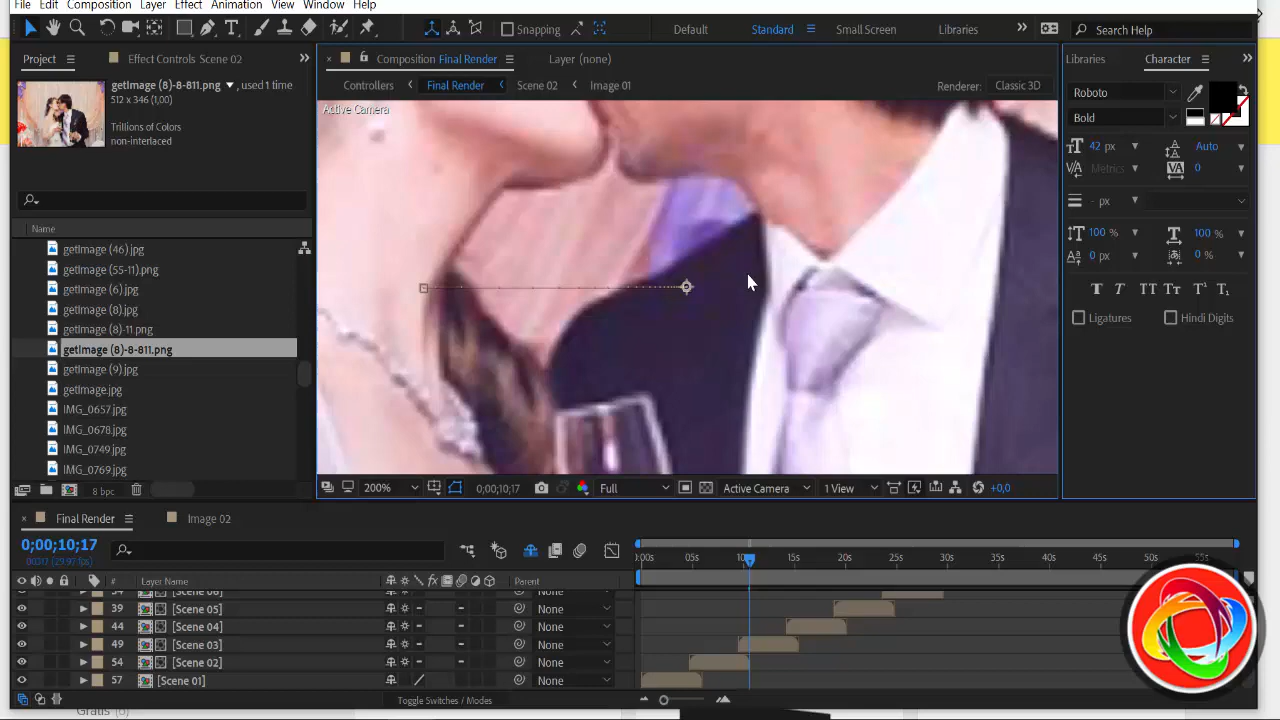 File Edit Composition Layer Effect Animation View Window Help
Snapping
Default Standard Small Screen Libraries Search Help
Project Effect Controls Scene 02
Composition Final Render Layer (none)
Libraries Character
getImage (8)-8-811.png , used 1 time
512 x 346 (1,00)
Trillions of Colors
non-interlaced
Controllers Final Render Scene 02 Image 01 Renderer: Classic 3D
Active Camera
Roboto
Bold
42 px Auto
Metrics 0
- px
100 % 100 %
0 px 0 %
T T TT Tт T¹ T₁
Ligatures Hindi Digits
Name
getImage (46).jpg
getImage (55-11).png
getImage (6).jpg
getImage (8).jpg
getImage (8)-11.png
getImage (8)-8-811.png
getImage (9).jpg
getImage.jpg
IMG_0657.jpg
IMG_0678.jpg
IMG_0749.jpg
IMG_0769.jpg
8 bpc
200% 0;00;10;17 Full Active Camera 1 View +0,0
Final Render Image 02
0;00;10;17
00317 (29.97 fps)
:00s 05s 10s 15s 20s 25s 30s 35s 40s 45s 50s 55s
# Layer Name Parent
39 [Scene 05] None
44 [Scene 04] None
49 [Scene 03] None
54 [Scene 02] None
57 [Scene 01] None
Toggle Switches / Modes